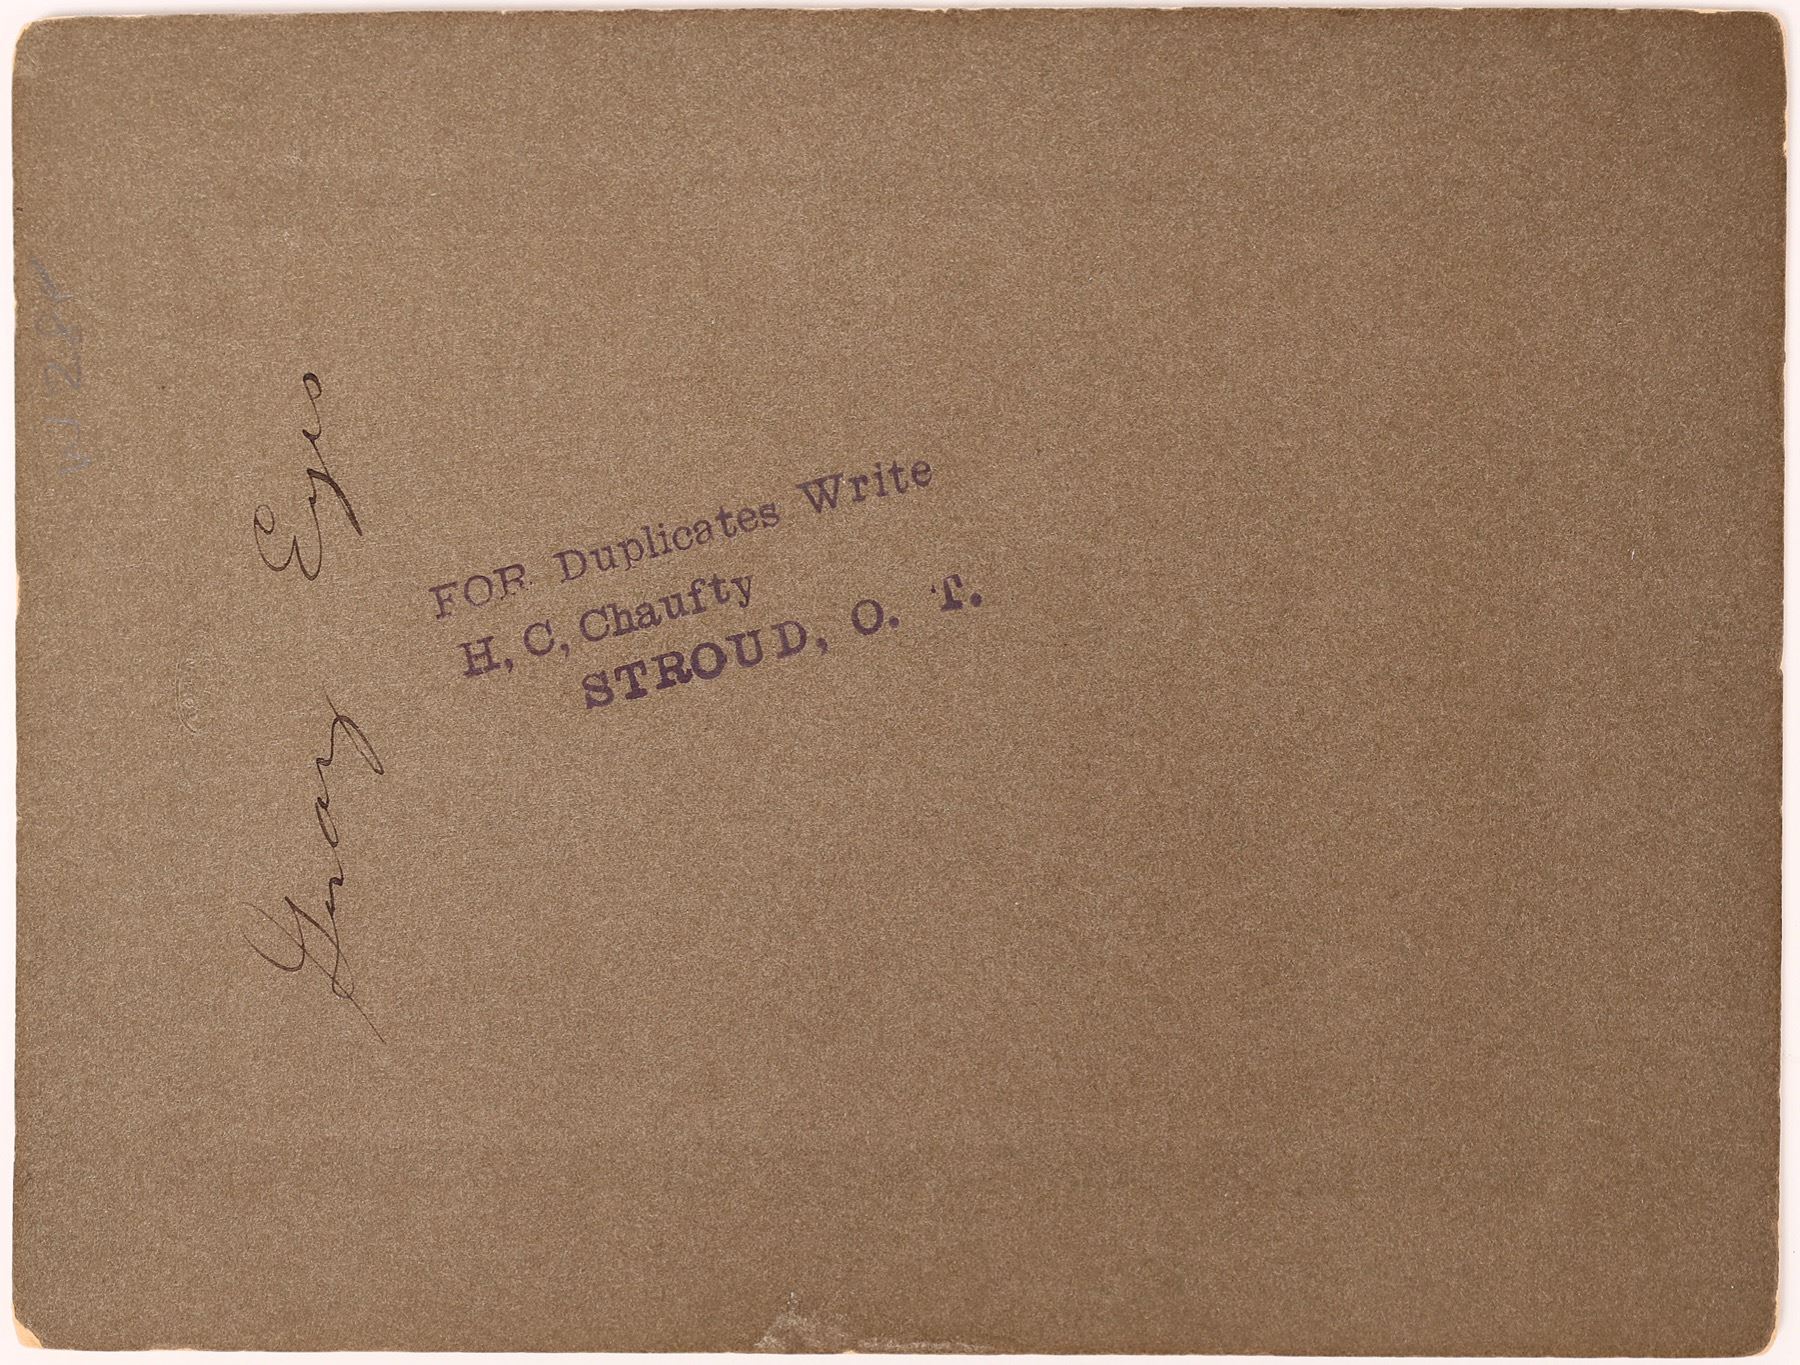 Gray Eyes
FOR Duplicates Write
H, C, Chaufty
STROUD, O. T.